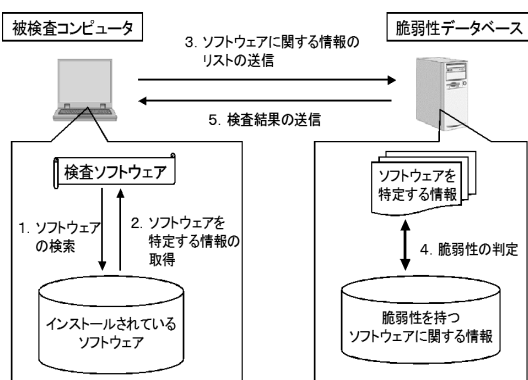 被検査コンピュータ
脆弱性データベース
3. ソフトウェアに関する情報の
リストの送信
5. 検査結果の送信
検査ソフトウェア
1. ソフトウェア
の検索
2. ソフトウェアを
特定する情報の
取得
インストールされている
ソフトウェア
ソフトウェアを
特定する情報
4. 脆弱性の判定
脆弱性を持つ
ソフトウェアに関する情報